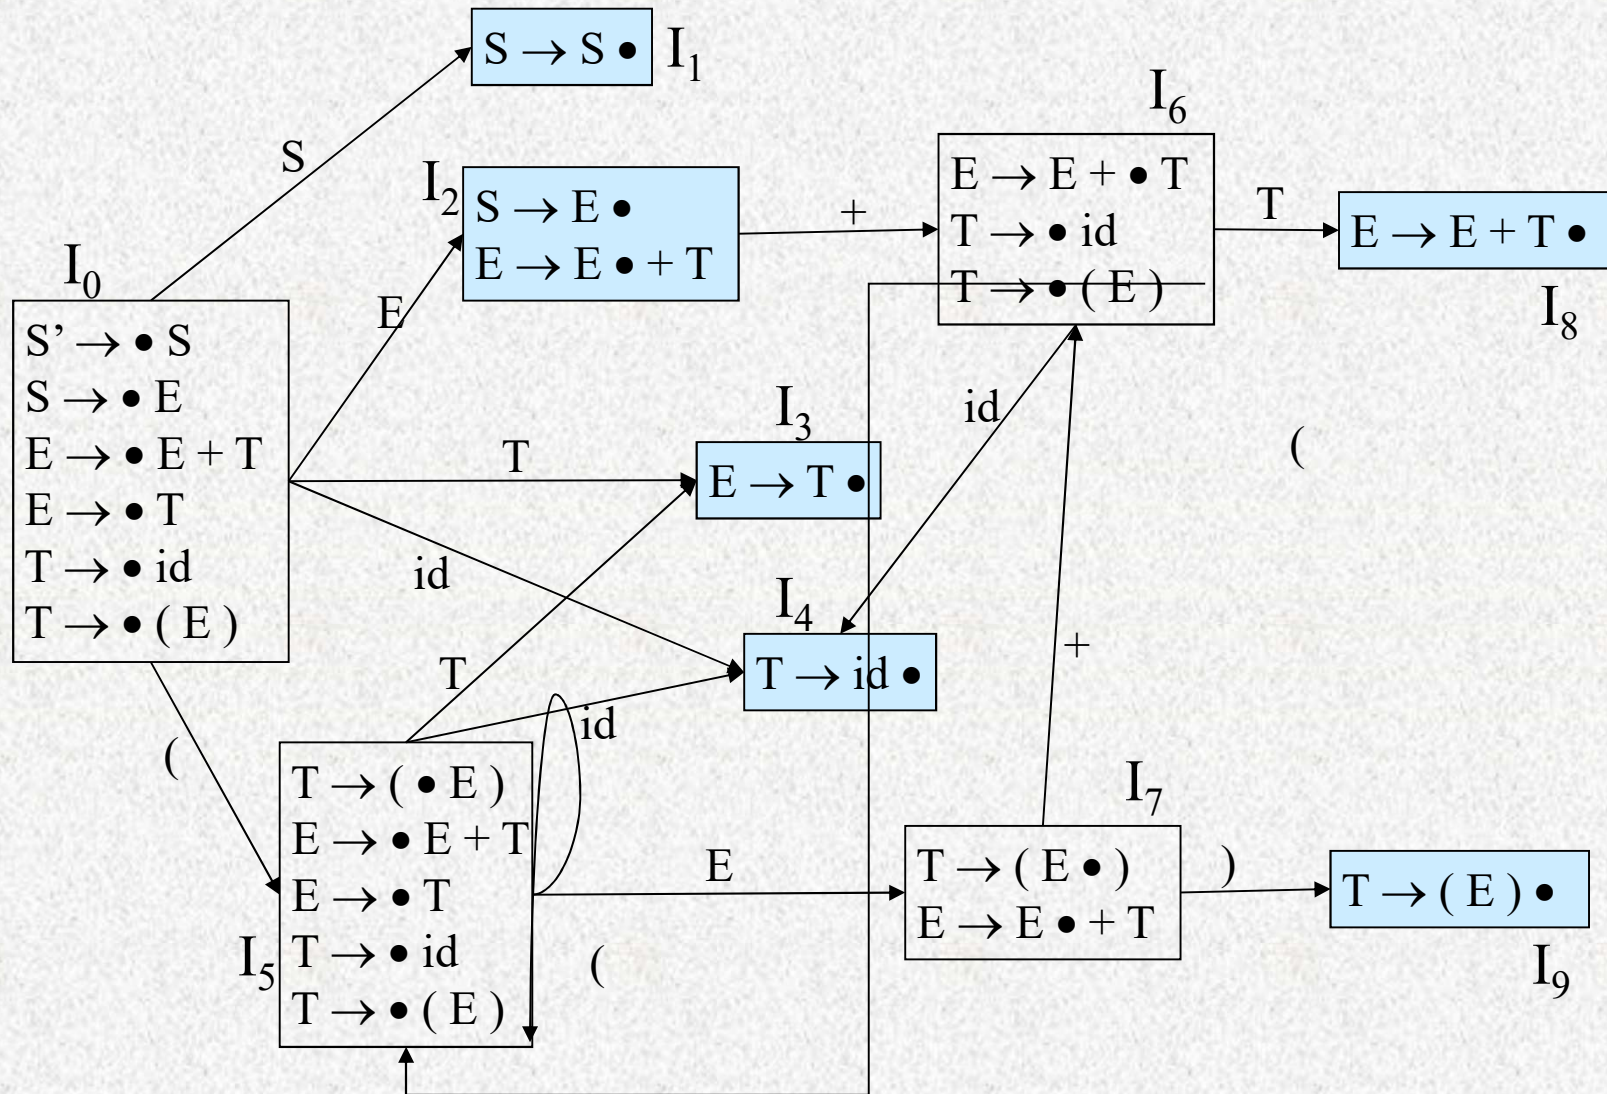 S → S ●
I1
S
I6
I2
S → E ●
E → E ● + T
+
E → E + ● T
T → ● id
T → ● ( E )
T
E → E + T ●
I8
I0
E
S’ → ● S
S → ● E
E → ● E + T
E → ● T
T → ● id
T → ● ( E )
T
I3
E → T ●
id
(
id
I4
T → id ●
T
id
+
(
I5
T → ( ● E )
E → ● E + T
E → ● T
T → ● id
T → ● ( E )
E
(
I7
T → ( E ● )
E → E ● + T
)
T → ( E ) ●
I9